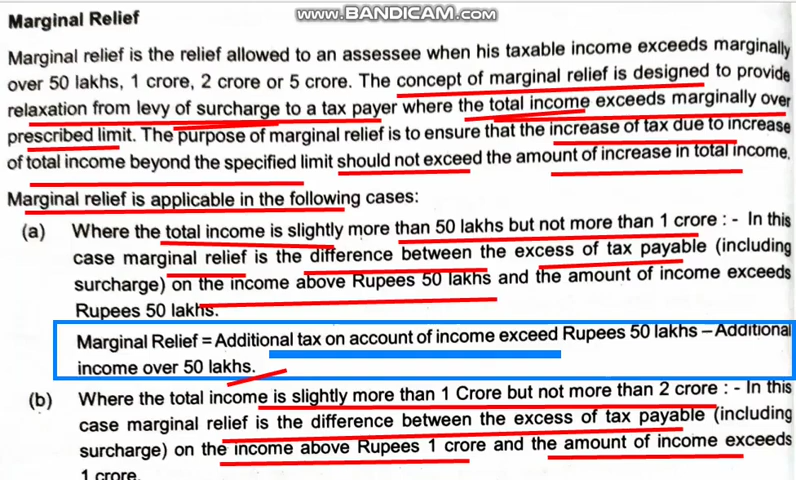 www.BANDICAM.com
Marginal Relief
Marginal relief is the relief allowed to an assessee when his taxable income exceeds marginally
over 50 lakhs, 1 crore, 2 crore or 5 crore. The concept of marginal relief is designed to provide
relaxation from levy of surcharge to a tax payer where the total income exceeds marginally over
prescribed limit. The purpose of marginal relief is to ensure that the increase of tax due to increase
of total income beyond the specified limit should not exceed the amount of increase in total income.
Marginal relief is applicable in the following cases:
(a) Where the total income is slightly more than 50 lakhs but not more than 1 crore : - In this
case marginal relief is the difference between the excess of tax payable (including
surcharge) on the income above Rupees 50 lakhs and the amount of income exceeds
Rupees 50 lakhs.
Marginal Relief = Additional tax on account of income exceed Rupees 50 lakhs – Additional
income over 50 lakhs.
(b) Where the total income is slightly more than 1 Crore but not more than 2 crore : - In this
case marginal relief is the difference between the excess of tax payable (including
surcharge) on the income above Rupees 1 crore and the amount of income exceeds
1 crore.